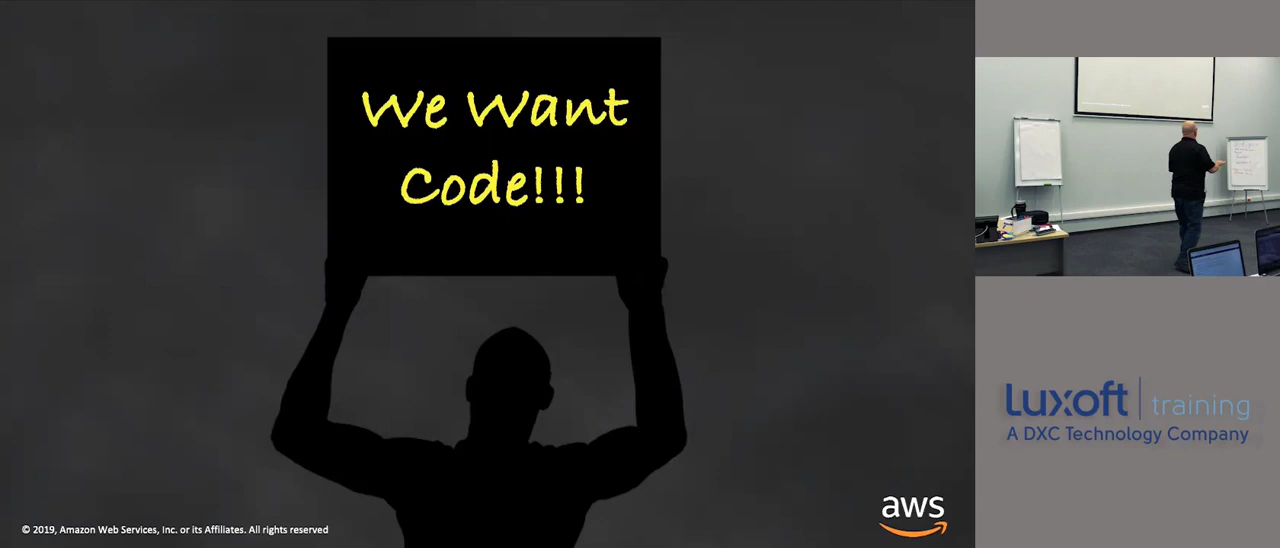 We Want
Code!!!
© 2019, Amazon Web Services, Inc. or its Affiliates. All rights reserved
aws
Luxoft training
A DXC Technology Company